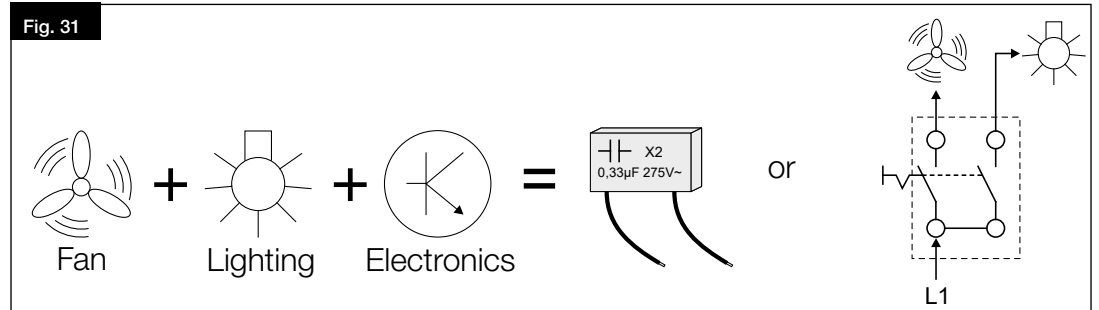 Fig. 31
Fan
+
Lighting
+
Electronics
=
X2
0,33µF 275V~
or
L1